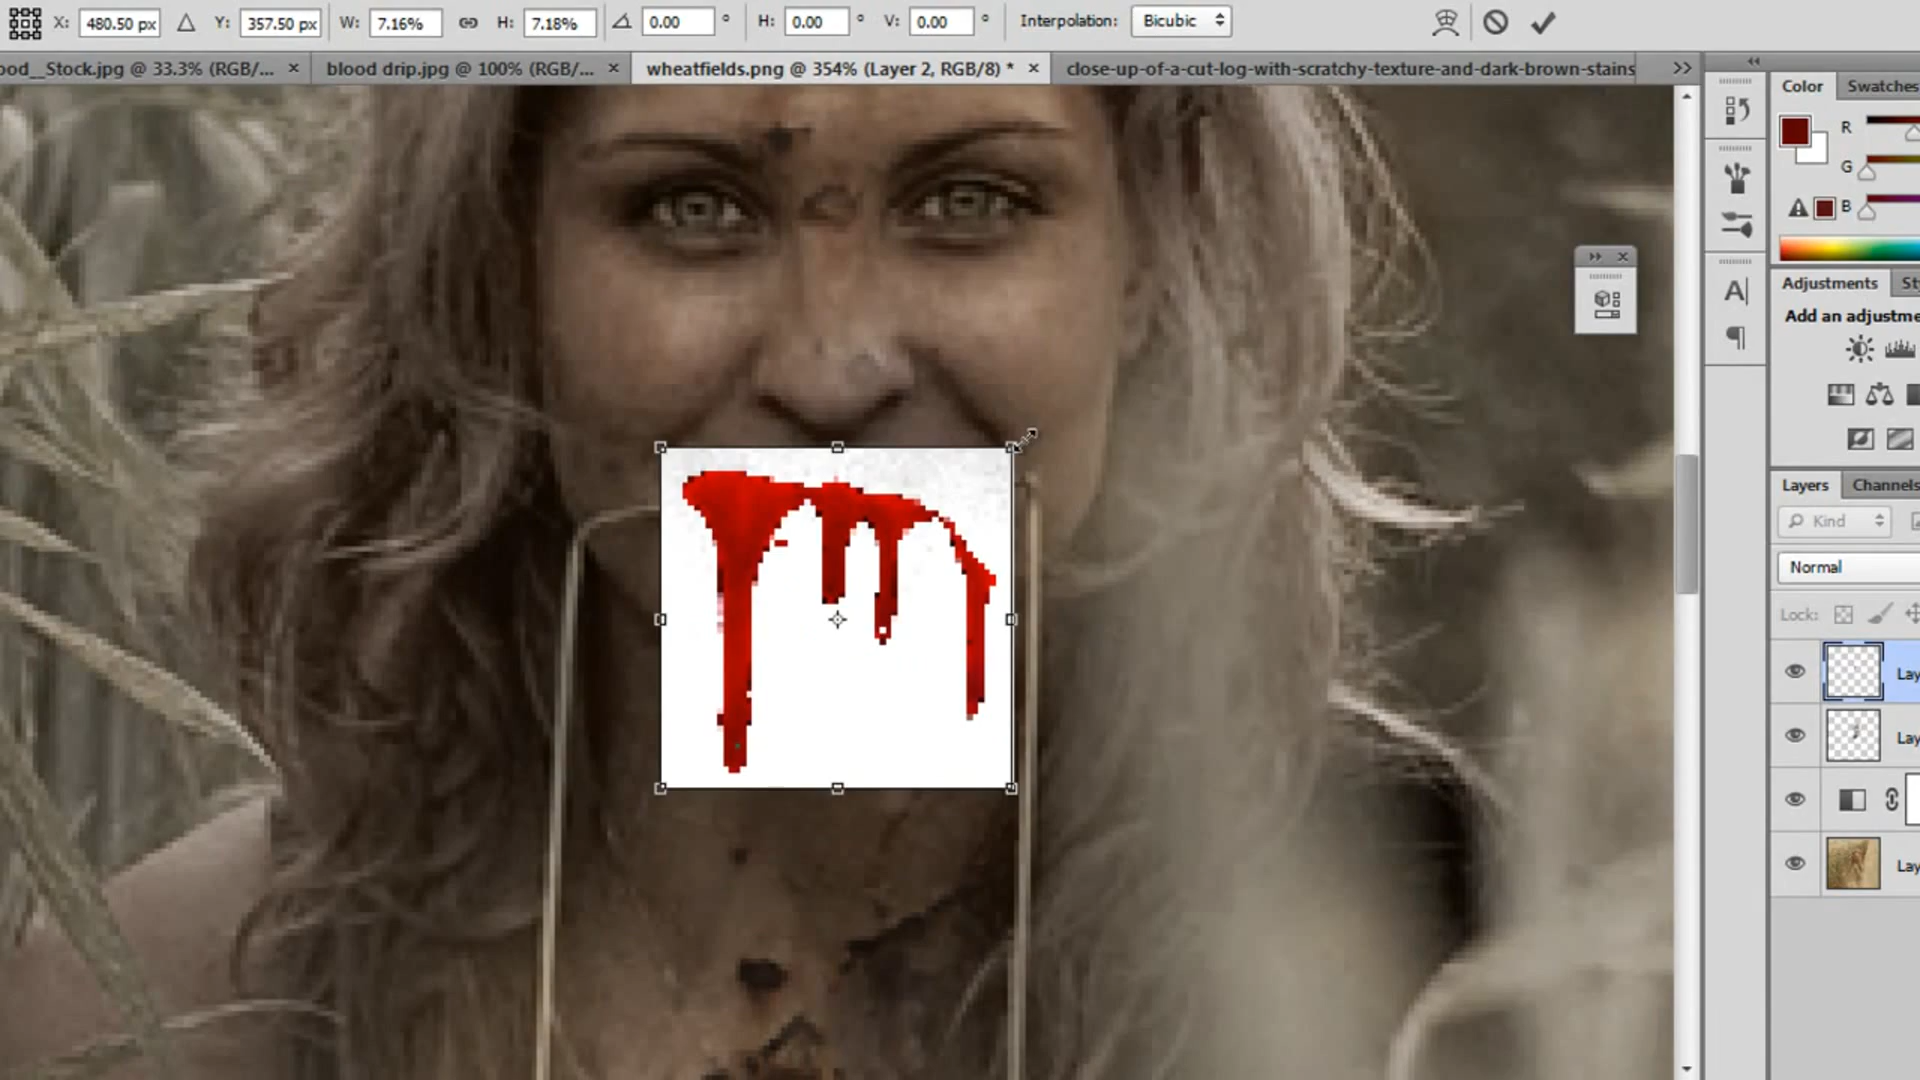 X: 480.50 px Y: 357.50 px W: 7.16% H: 7.18% 0.00 ° H: 0.00 ° V: 0.00 ° Interpolation: Bicubic
ood__Stock.jpg @ 33.3% (RGB/... × blood drip.jpg @ 100% (RGB/... × wheatfields.png @ 354% (Layer 2, RGB/8) * × close-up-of-a-cut-log-with-scratchy-texture-and-dark-brown-stains
Color Swatches
R
G
B
Adjustments St
Add an adjustme
Layers Channels
Kind
Normal
Lock:
Lay
Lay
Lay